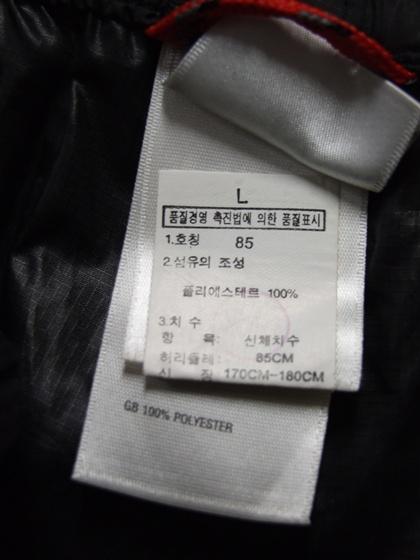 L
품질경영 촉진법에 의한 품질표시
1.호칭 85
2.섬유의 조성
폴리에스테르 100%
3.치 수
항 목: 신체치수
허리둘레: 85CM
신 장: 170CM~180CM
GB 100% POLYESTER